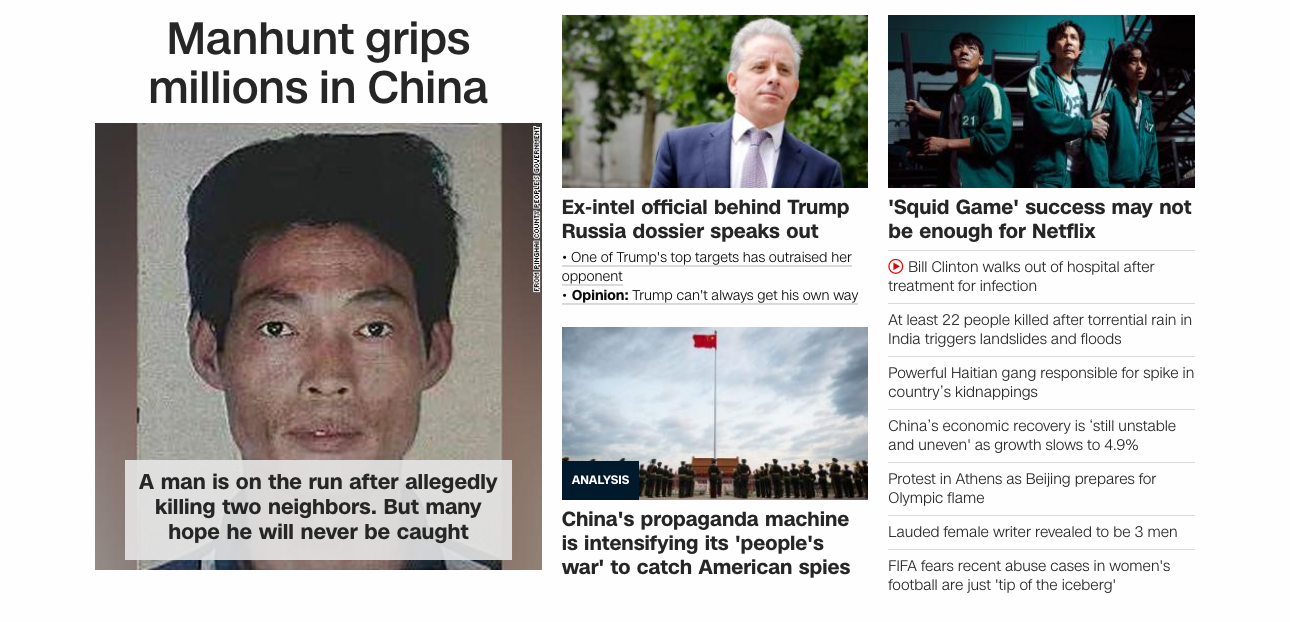 Manhunt grips
millions in China
FROM PINGHAI COUNTY PEOPLE'S GOVERNMENT
A man is on the run after allegedly
killing two neighbors. But many
hope he will never be caught
Ex-intel official behind Trump
Russia dossier speaks out
• One of Trump's top targets has outraised her
opponent
• Opinion: Trump can't always get his own way
ANALYSIS
China's propaganda machine
is intensifying its 'people's
war' to catch American spies
21
'Squid Game' success may not
be enough for Netflix
Bill Clinton walks out of hospital after
treatment for infection
At least 22 people killed after torrential rain in
India triggers landslides and floods
Powerful Haitian gang responsible for spike in
country’s kidnappings
China’s economic recovery is ‘still unstable
and uneven' as growth slows to 4.9%
Protest in Athens as Beijing prepares for
Olympic flame
Lauded female writer revealed to be 3 men
FIFA fears recent abuse cases in women's
football are just 'tip of the iceberg'